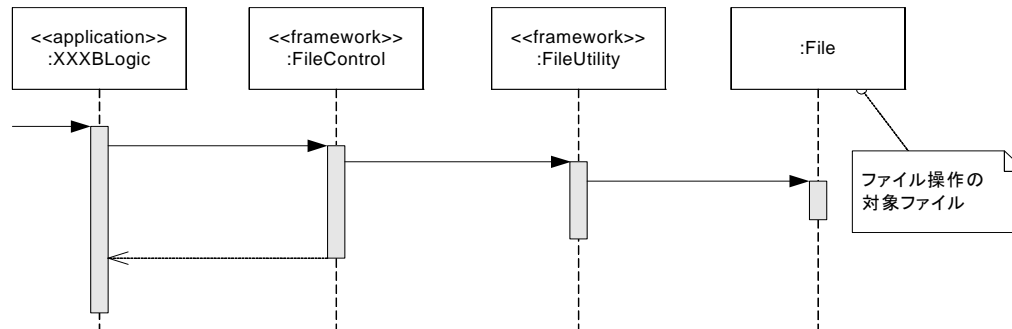 <<application>>
:XXXBLogic
<<framework>>
:FileControl
<<framework>>
:FileUtility
:File
ファイル操作の
対象ファイル